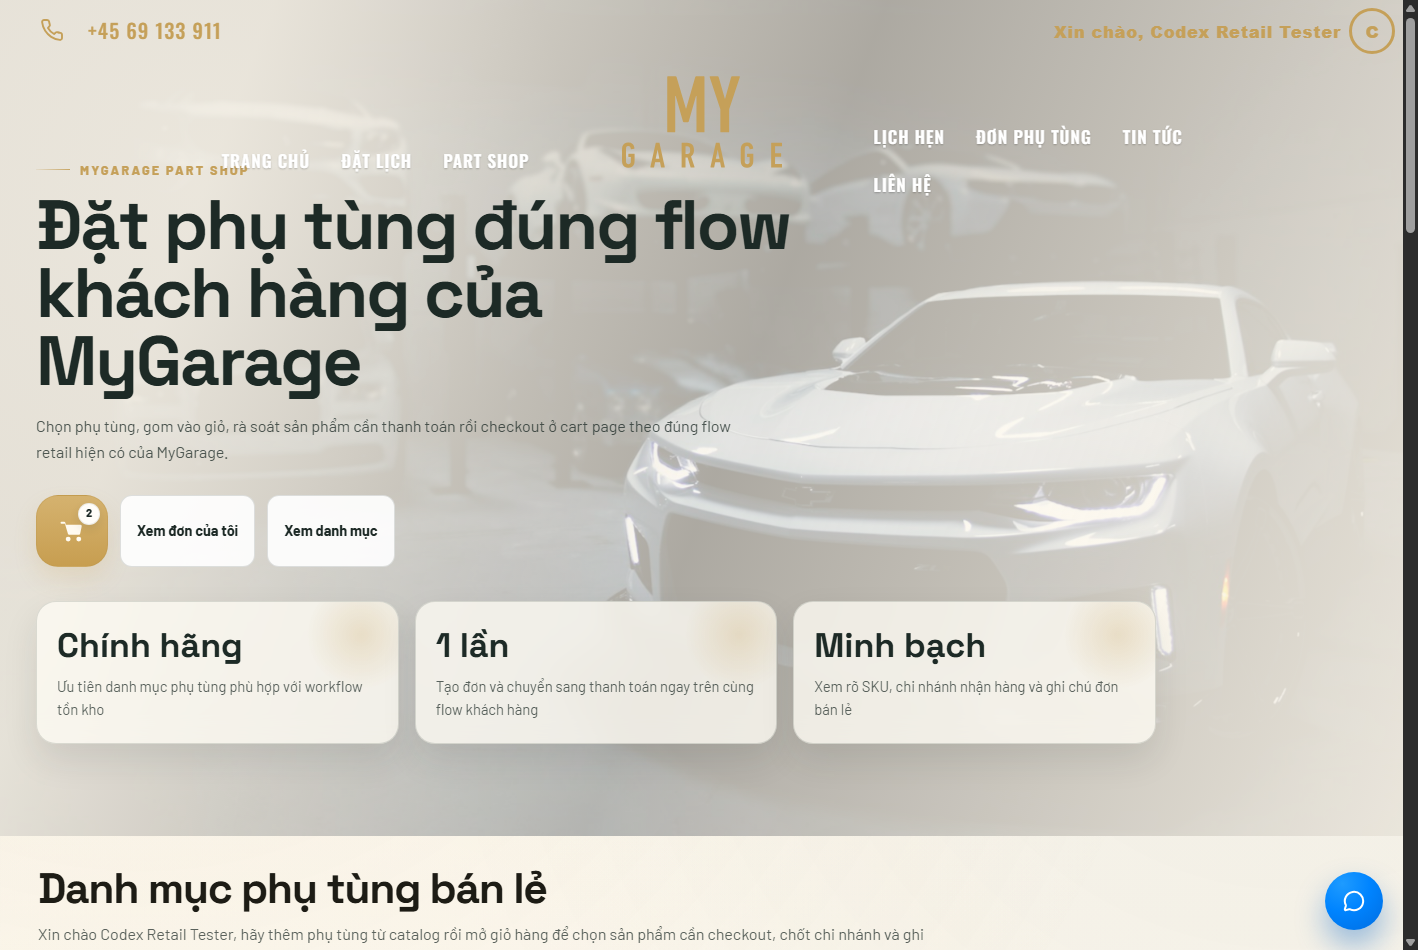 +45 69 133 911
Xin chào, Codex Retail Tester
C
MY
GARAGE
TRANG CHỦ ĐẶT LỊCH PART SHOP
LỊCH HẸN ĐƠN PHỤ TÙNG TIN TỨC
LIÊN HỆ
MYGARAGE PART SHOP
Đặt phụ tùng đúng flow
khách hàng của
MyGarage
Chọn phụ tùng, gom vào giỏ, rà soát sản phẩm cần thanh toán rồi checkout ở cart page theo đúng flow
retail hiện có của MyGarage.
2
Xem đơn của tôi
Xem danh mục
Chính hãng
Ưu tiên danh mục phụ tùng phù hợp với workflow
tồn kho
1 lần
Tạo đơn và chuyển sang thanh toán ngay trên cùng
flow khách hàng
Minh bạch
Xem rõ SKU, chi nhánh nhận hàng và ghi chú đơn
bán lẻ
Danh mục phụ tùng bán lẻ
Xin chào Codex Retail Tester, hãy thêm phụ tùng từ catalog rồi mở giỏ hàng để chọn sản phẩm cần checkout, chốt chi nhánh và ghi